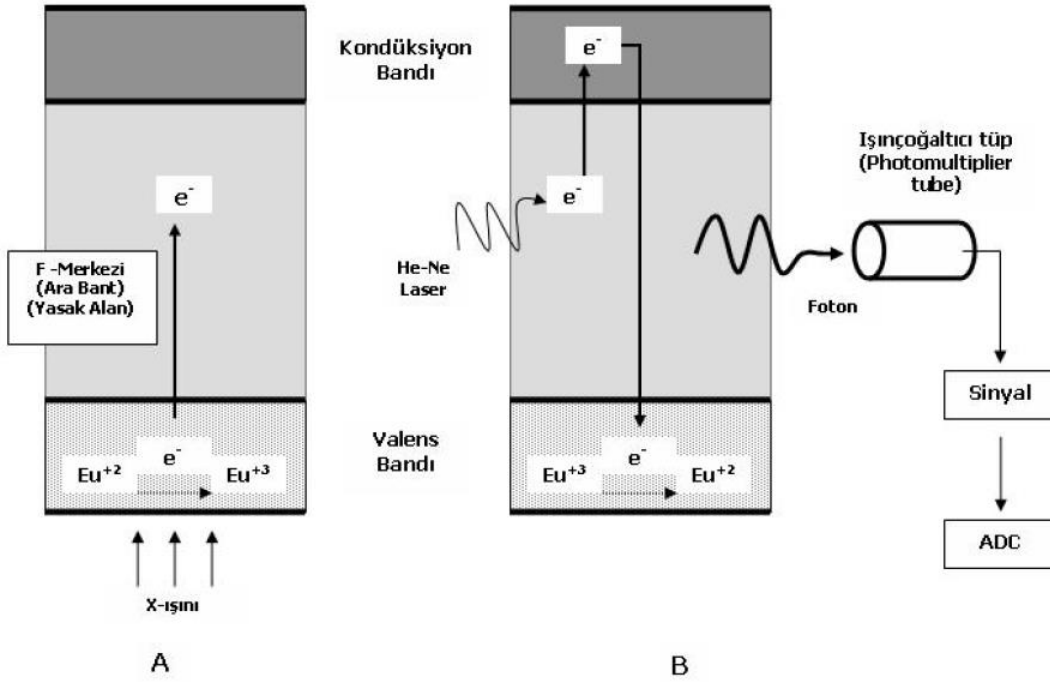 e-
F -Merkezi
(Ara Bant)
(Yasak Alan)
e-
Eu+2
Eu+3
X-ışını
A
Kondüksiyon
Bandı
e-
e-
He-Ne
Laser
Valens
Bandı
e-
Eu+3
Eu+2
B
Işınçoğaltıcı tüp
(Photomultiplier
tube)
Foton
Sinyal
ADC